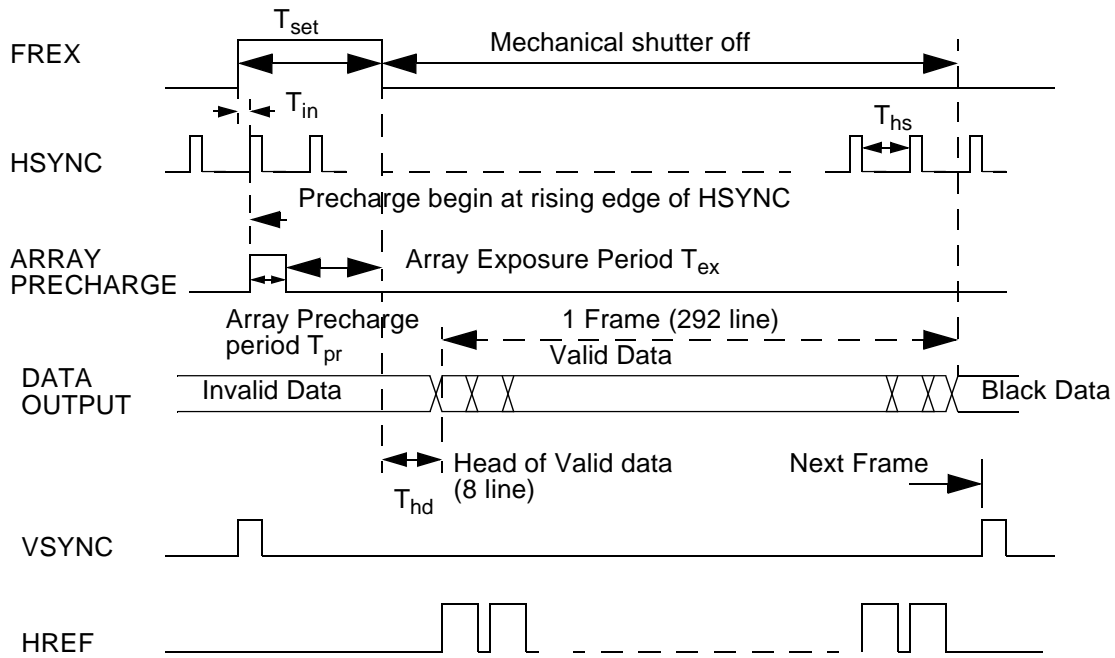 T_set
FREX
Mechanical shutter off
T_in
T_hs
HSYNC
Precharge begin at rising edge of HSYNC
ARRAY
PRECHARGE
Array Exposure Period T_ex
Array Precharge
period T_pr
1 Frame (292 line)
Valid Data
DATA
OUTPUT
Invalid Data
Black Data
Head of Valid data
(8 line)
T_hd
Next Frame
VSYNC
HREF